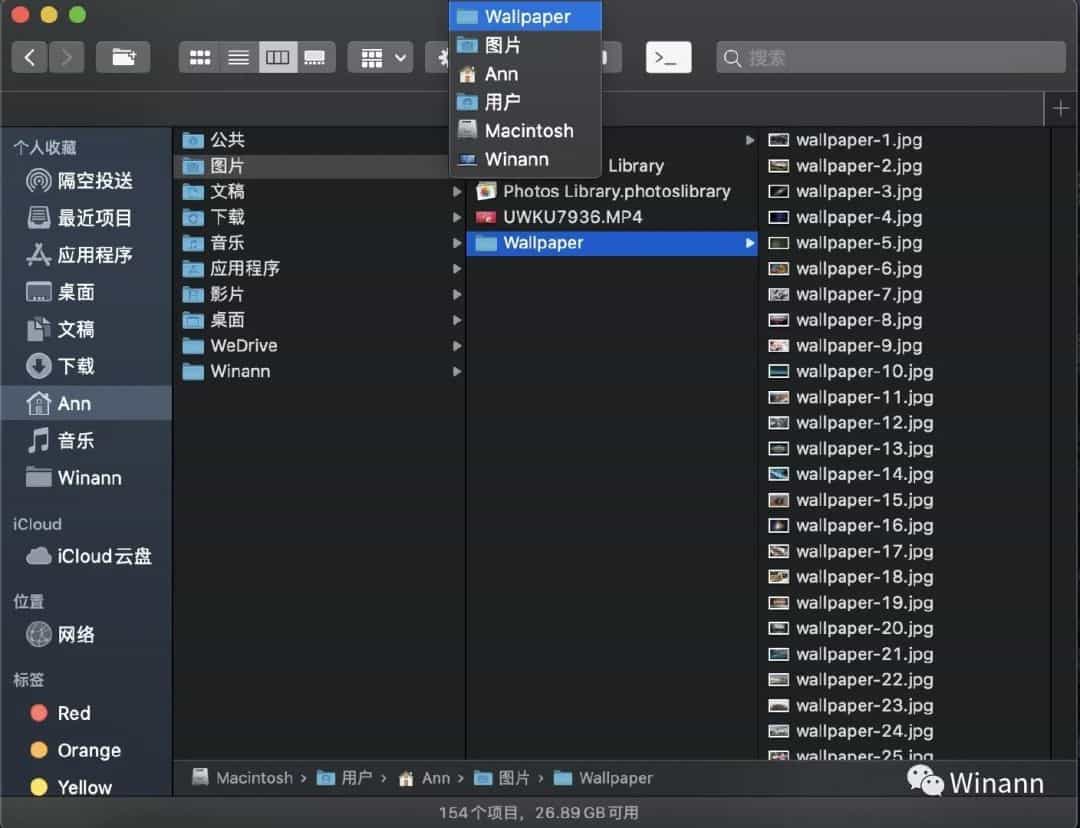 Wallpaper
图片
Ann
用户
Macintosh
Winann
搜索
个人收藏
隔空投送
最近项目
应用程序
桌面
文稿
下载
Ann
音乐
Winann
iCloud
iCloud云盘
位置
网络
标签
Red
Orange
Yellow
公共
图片
文稿
下载
音乐
应用程序
影片
桌面
WeDrive
Winann
Library
Photos Library.photoslibrary
UWKU7936.MP4
Wallpaper
wallpaper-1.jpg
wallpaper-2.jpg
wallpaper-3.jpg
wallpaper-4.jpg
wallpaper-5.jpg
wallpaper-6.jpg
wallpaper-7.jpg
wallpaper-8.jpg
wallpaper-9.jpg
wallpaper-10.jpg
wallpaper-11.jpg
wallpaper-12.jpg
wallpaper-13.jpg
wallpaper-14.jpg
wallpaper-15.jpg
wallpaper-16.jpg
wallpaper-17.jpg
wallpaper-18.jpg
wallpaper-19.jpg
wallpaper-20.jpg
wallpaper-21.jpg
wallpaper-22.jpg
wallpaper-23.jpg
wallpaper-24.jpg
wallpaper-25.jpg
Macintosh › 用户 › Ann › 图片 › Wallpaper
Winann
154个项目，26.89 GB可用